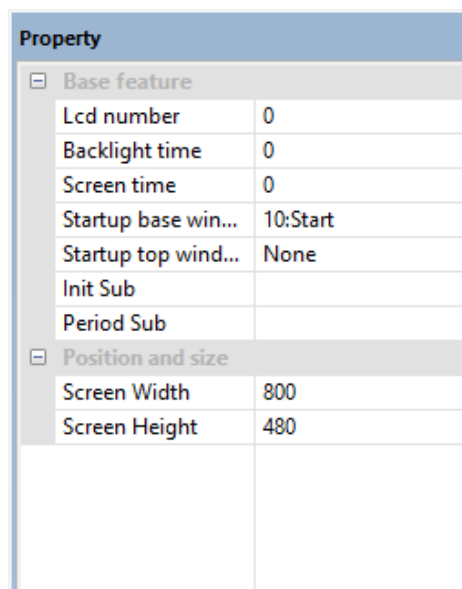 Property
Base feature
Lcd number 0
Backlight time 0
Screen time 0
Startup base win... 10:Start
Startup top wind... None
Init Sub
Period Sub
Position and size
Screen Width 800
Screen Height 480